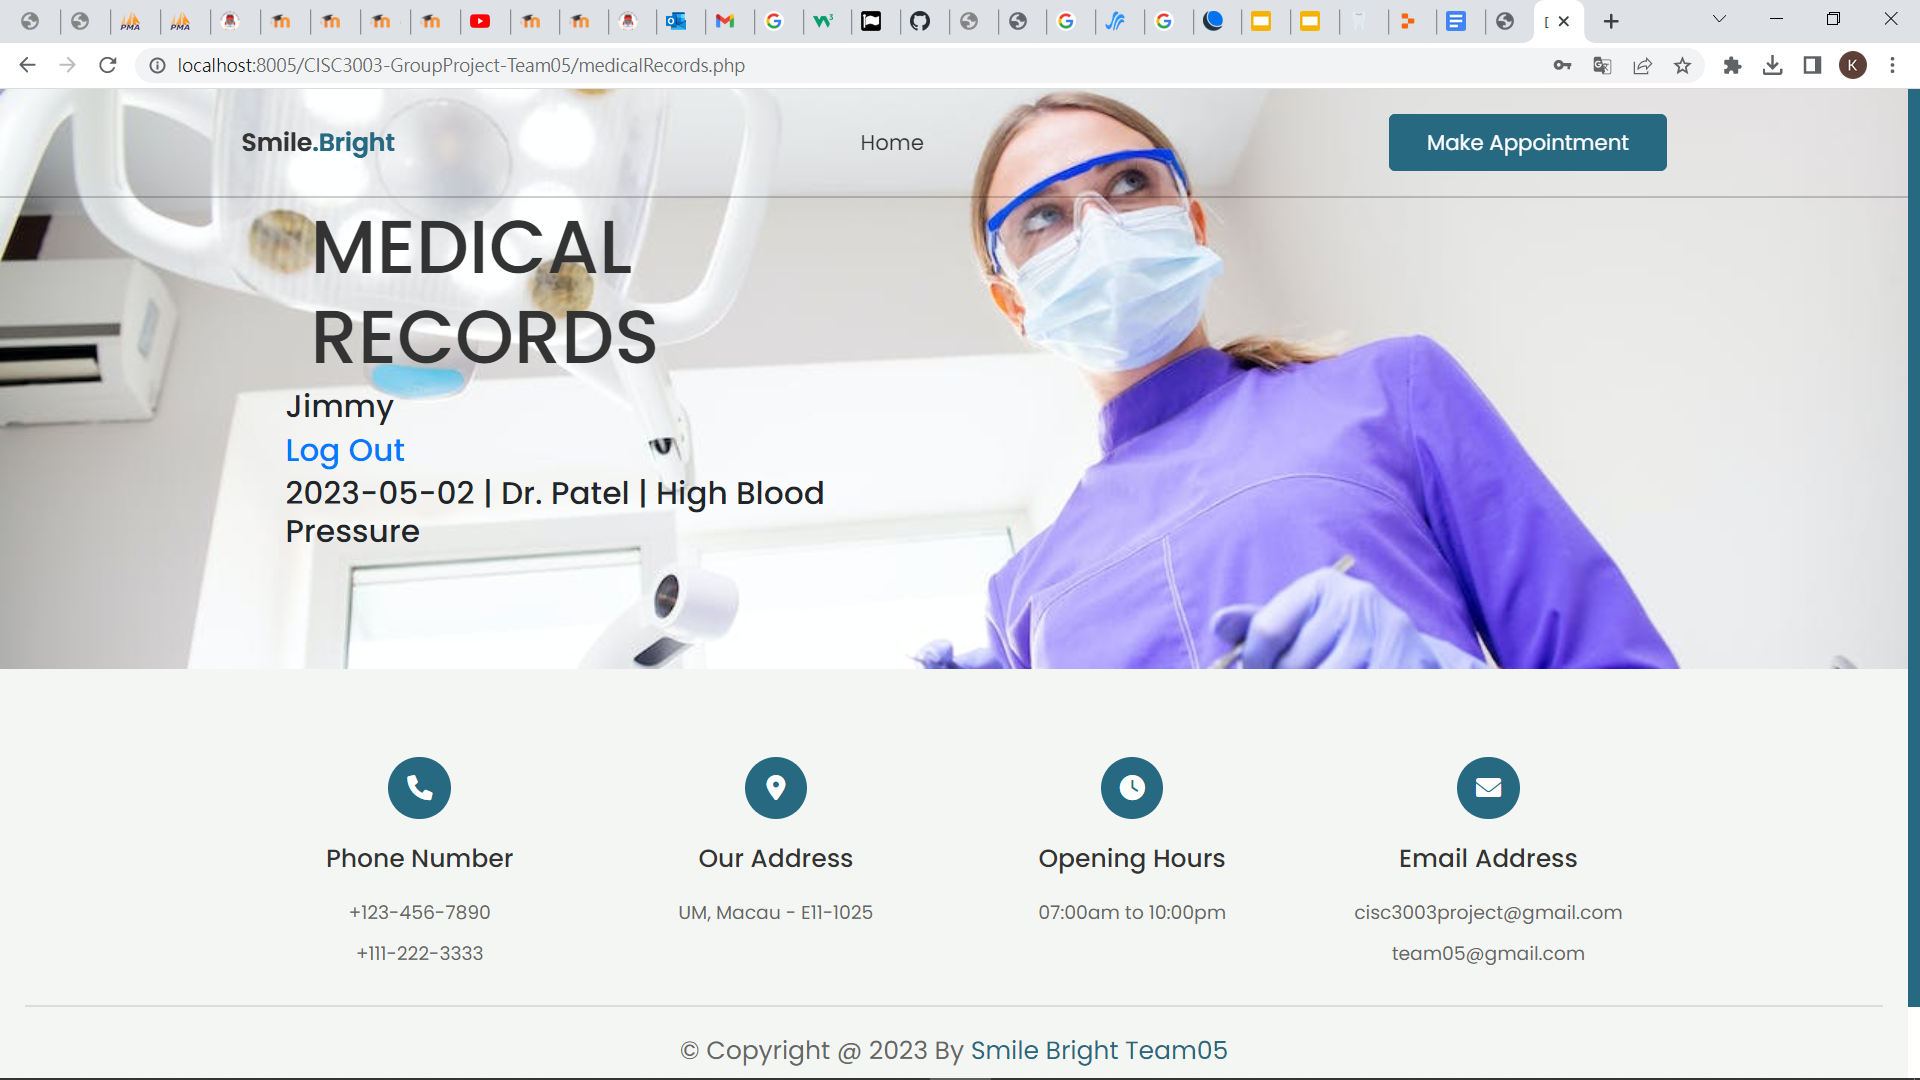 localhost:8005/CISC3003-GroupProject-Team05/medicalRecords.php
K
Smile.Bright
Home
Make Appointment
MEDICAL
RECORDS
Jimmy
Log Out
2023-05-02 | Dr. Patel | High Blood
Pressure
Phone Number
Our Address
Opening Hours
Email Address
+123-456-7890
UM, Macau - E11-1025
07:00am to 10:00pm
cisc3003project@gmail.com
+111-222-3333
team05@gmail.com
© Copyright @ 2023 By Smile Bright Team05